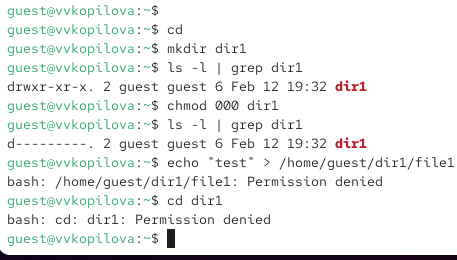 guest@vvkopilova:~$
guest@vvkopilova:~$ cd
guest@vvkopilova:~$ mkdir dir1
guest@vvkopilova:~$ ls -l | grep dir1
drwxr-xr-x. 2 guest guest 6 Feb 12 19:32 dir1
guest@vvkopilova:~$ chmod 000 dir1
guest@vvkopilova:~$ ls -l | grep dir1
d---------. 2 guest guest 6 Feb 12 19:32 dir1
guest@vvkopilova:~$ echo "test" > /home/guest/dir1/file1
bash: /home/guest/dir1/file1: Permission denied
guest@vvkopilova:~$ cd dir1
bash: cd: dir1: Permission denied
guest@vvkopilova:~$